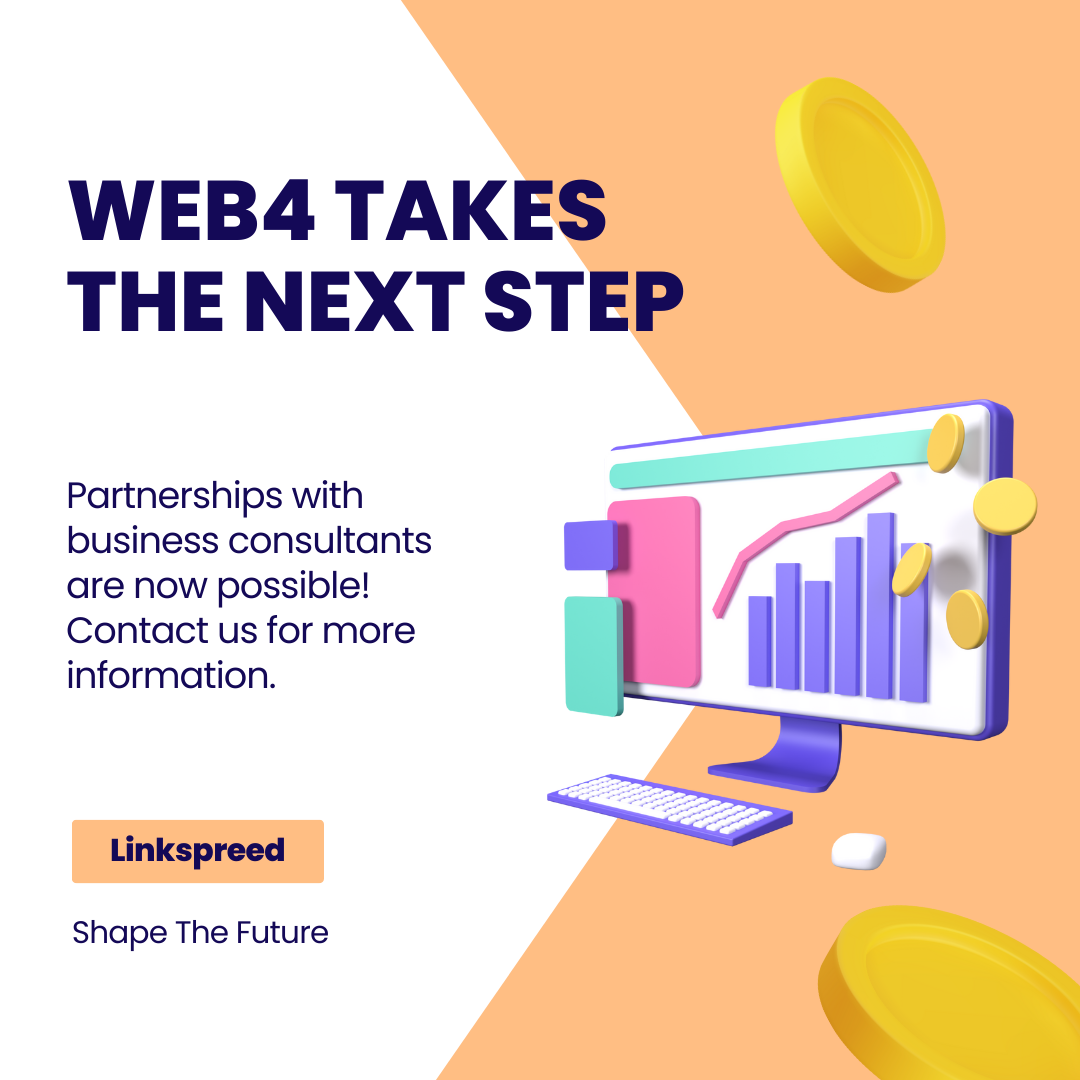 WEB4 TAKES
THE NEXT STEP
Partnerships with
business consultants
are now possible!
Contact us for more
information.
Linkspreed
Shape The Future